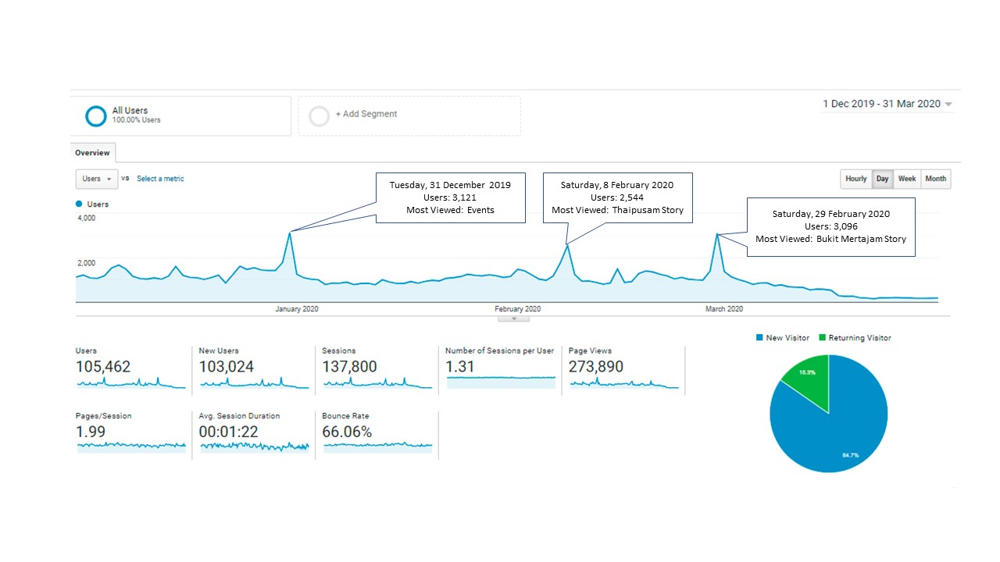 All Users
100.00% Users
+ Add Segment
1 Dec 2019 - 31 Mar 2020
Overview
Users
vs
Select a metric
Hourly
Day
Week
Month
Users
4,000
2,000
Tuesday, 31 December 2019
Users: 3,121
Most Viewed: Events
Saturday, 8 February 2020
Users: 2,544
Most Viewed: Thaipusam Story
Saturday, 29 February 2020
Users: 3,096
Most Viewed: Bukit Mertajam Story
January 2020
February 2020
March 2020
Users
105,462
New Users
103,024
Sessions
137,800
Number of Sessions per User
1.31
Page Views
273,890
Pages/Session
1.99
Avg. Session Duration
00:01:22
Bounce Rate
66.06%
New Visitor
Returning Visitor
15.3%
84.7%